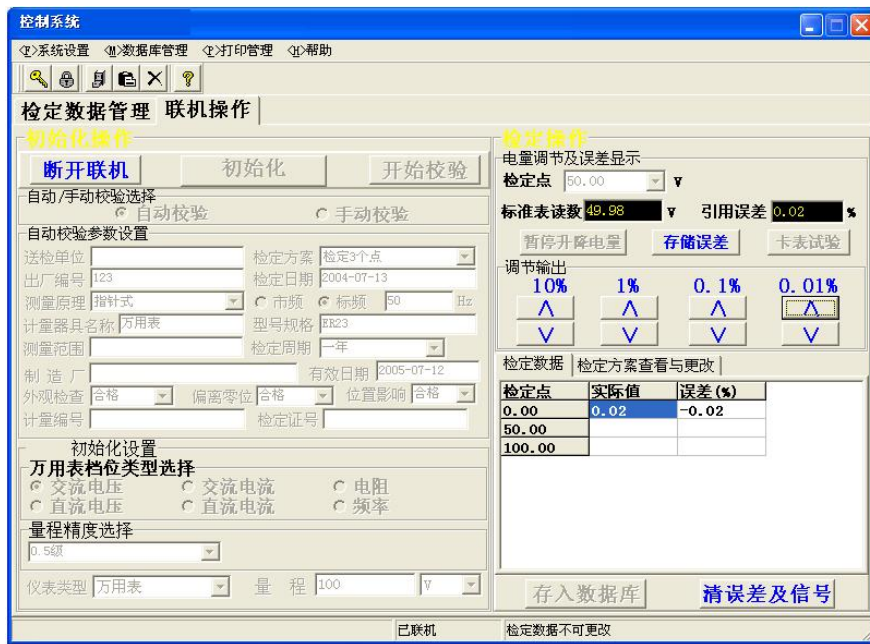 控制系统
<Y>系统设置 <M>数据库管理 <P>打印管理 <H>帮助
检定数据管理 联机操作
初始化操作
断开联机 初始化 开始校验
自动/手动校验选择
自动校验 手动校验
自动校验参数设置
送检单位 检定方案 检定3个点
出厂编号 123 检定日期 2004-07-13
测量原理 指针式 市频 标频 50 Hz
计量器具名称 万用表 型号规格 ER23
测量范围 检定周期 一年
制造厂 有效日期 2005-07-12
外观检查 合格 偏离零位 合格 位置影响 合格
计量编号 检定证号
初始化设置
万用表档位类型选择
交流电压 交流电流 电阻
直流电压 直流电流 频率
量程精度选择
0.5级
仪表类型 万用表 量 程 100 V
检定操作
电量调节及误差显示
检定点 50.00 V
标准表读数 49.98 V 引用误差 0.02 %
暂停升降电量 存储误差 卡表试验
调节输出
10% 1% 0.1% 0.01%
检定数据 检定方案查看与更改
检定点 实际值 误差(%)
0.00 0.02 -0.02
50.00
100.00
存入数据库 清误差及信号
已联机 检定数据不可更改